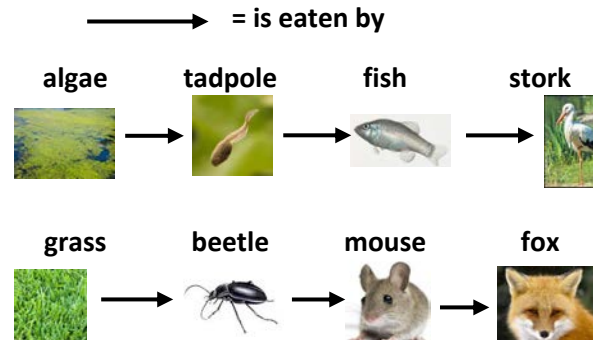 = is eaten by
algae tadpole fish stork
grass beetle mouse fox